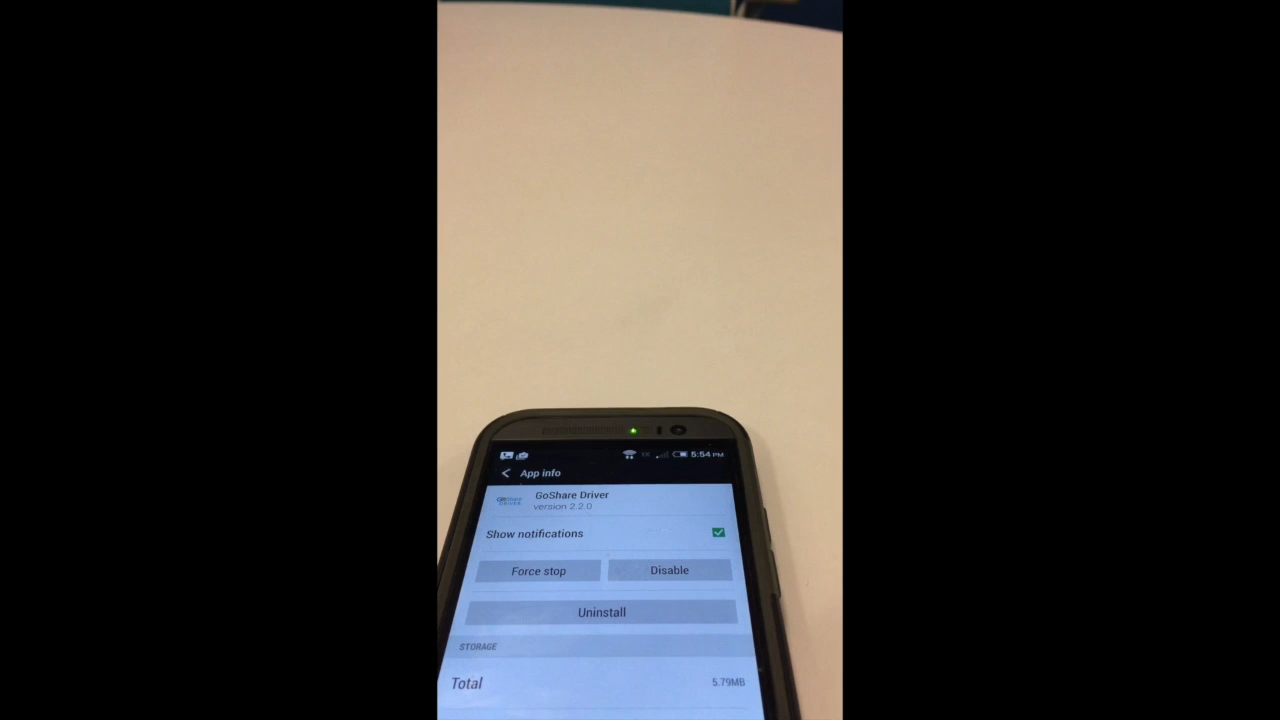 1X 5:54 PM
App info
GoShare Driver
version 2.2.0
Show notifications
Force stop Disable
Uninstall
STORAGE
Total 5.79MB